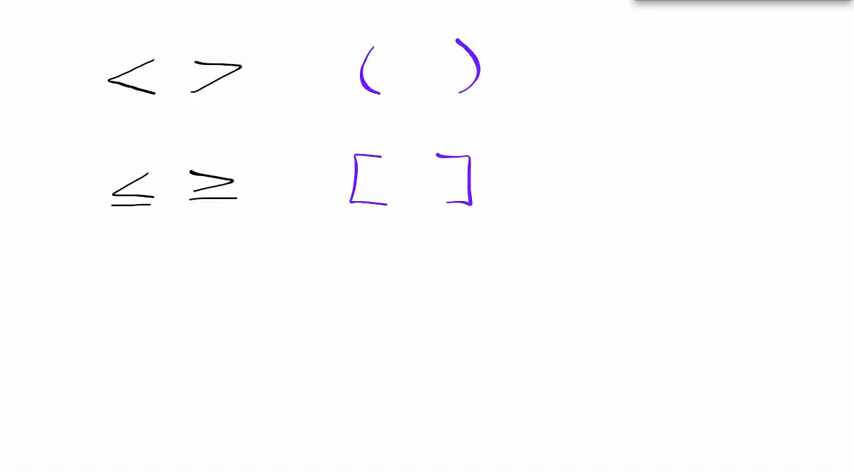 < > ( )
≤ ≥ [ ]